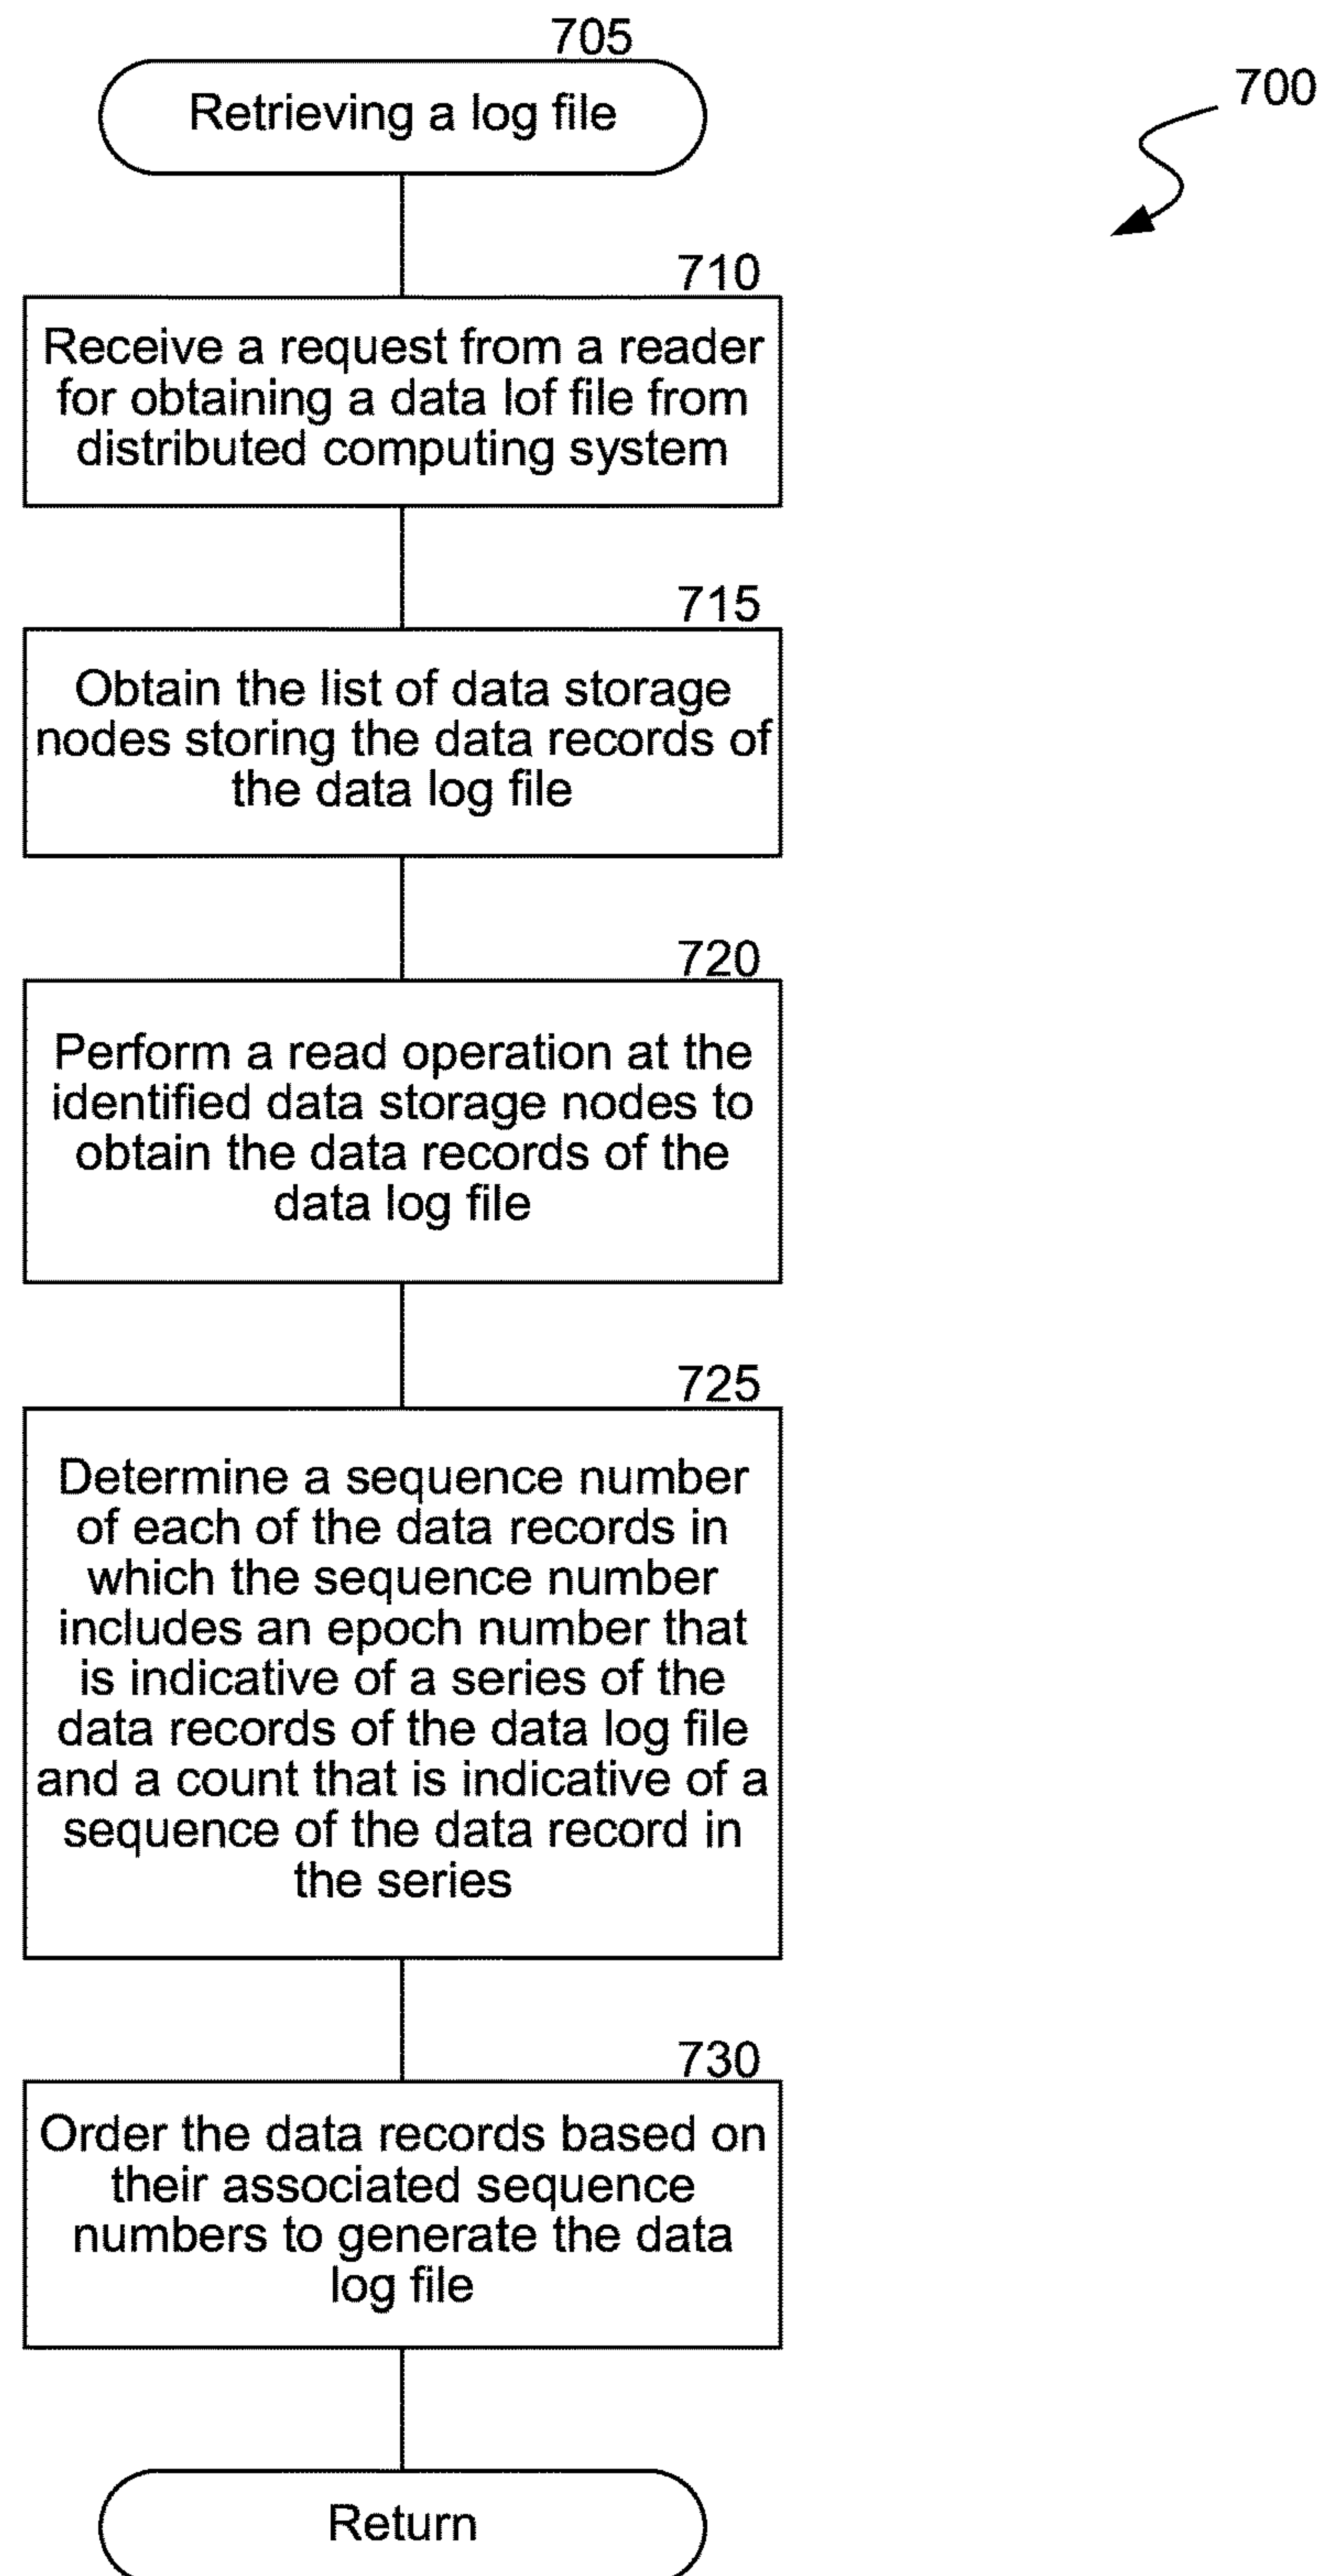 705
Retrieving a log file
700
710
Receive a request from a reader
for obtaining a data lof file from
distributed computing system
715
Obtain the list of data storage
nodes storing the data records of
the data log file
720
Perform a read operation at the
identified data storage nodes to
obtain the data records of the
data log file
725
Determine a sequence number
of each of the data records in
which the sequence number
includes an epoch number that
is indicative of a series of the
data records of the data log file
and a count that is indicative of a
sequence of the data record in
the series
730
Order the data records based on
their associated sequence
numbers to generate the data
log file
Return